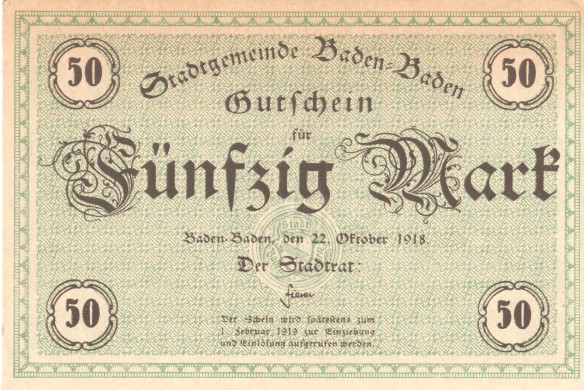 50 50
Stadtgemeinde Baden-Baden
Gutschein
für
Fünfzig Mark
Stadt
Baden-Baden, den 22. Oktober 1918.
Der Stadtrat:
50 50
Der Schein wird spätestens zum
1. Februar 1919 zur Einziehung
und Einlösung aufgerufen werden.